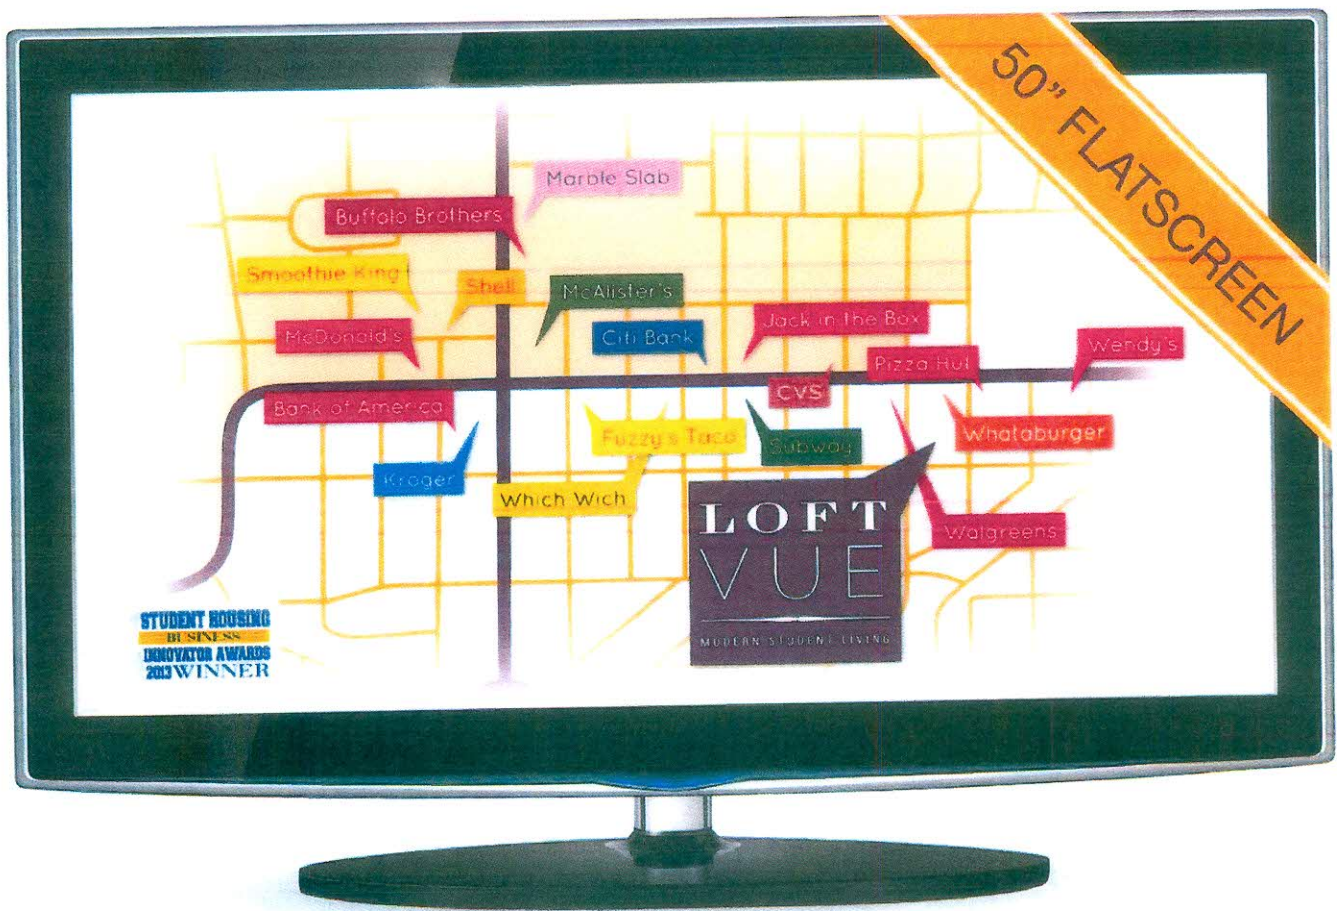 50” FLATSCREEN
Marble Slab
Buffalo Brothers
Smoothie King
Shell
McAlister's
McDonald's
Citi Bank
Jack in the Box
Pizza Hut
Wendy's
CVS
Bank of America
Fuzzy's Taco
Subway
Whataburger
Kroger
Which Wich
Walgreens
LOFT
VUE
MODERN STUDENT LIVING
STUDENT HOUSING
BUSINESS
INNOVATOR AWARDS
2013 WINNER